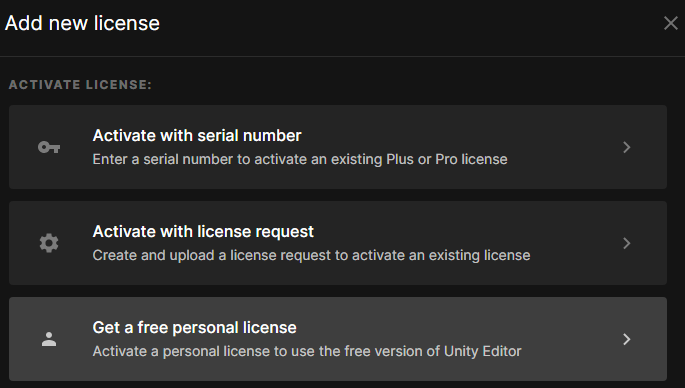 Add new license
ACTIVATE LICENSE:
Activate with serial number
Enter a serial number to activate an existing Plus or Pro license
Activate with license request
Create and upload a license request to activate an existing license
Get a free personal license
Activate a personal license to use the free version of Unity Editor